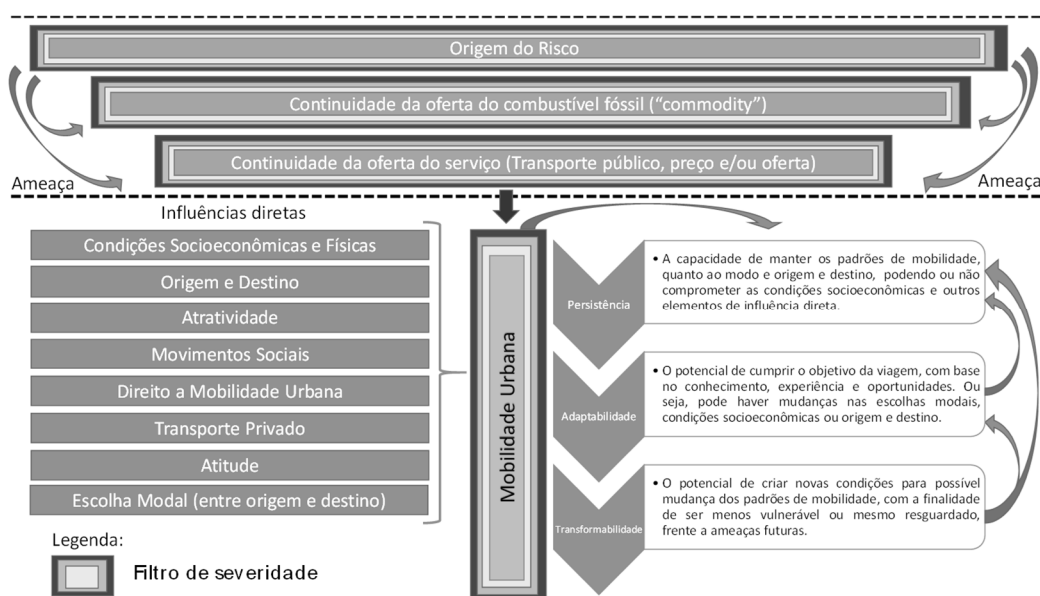 Origem do Risco
Continuidade da oferta do combustível fóssil (“commodity”)
Continuidade da oferta do serviço (Transporte público, preço e/ou oferta)
Ameaça
Ameaça
Influências diretas
Condições Socioeconômicas e Físicas
Origem e Destino
Atratividade
Movimentos Sociais
Direito a Mobilidade Urbana
Transporte Privado
Atitude
Escolha Modal (entre origem e destino)
Mobilidade Urbana
Persistência
• A capacidade de manter os padrões de mobilidade,
quanto ao modo e origem e destino, podendo ou não
comprometer as condições socioeconômicas e outros
elementos de influência direta.
Adaptabilidade
• O potencial de cumprir o objetivo da viagem, com base
no conhecimento, experiência e oportunidades. Ou
seja, pode haver mudanças nas escolhas modais,
condições socioeconômicas ou origem e destino.
Transformabilidade
• O potencial de criar novas condições para possível
mudança dos padrões de mobilidade, com a finalidade
de ser menos vulnerável ou mesmo resguardado,
frente a ameaças futuras.
Legenda:
Filtro de severidade